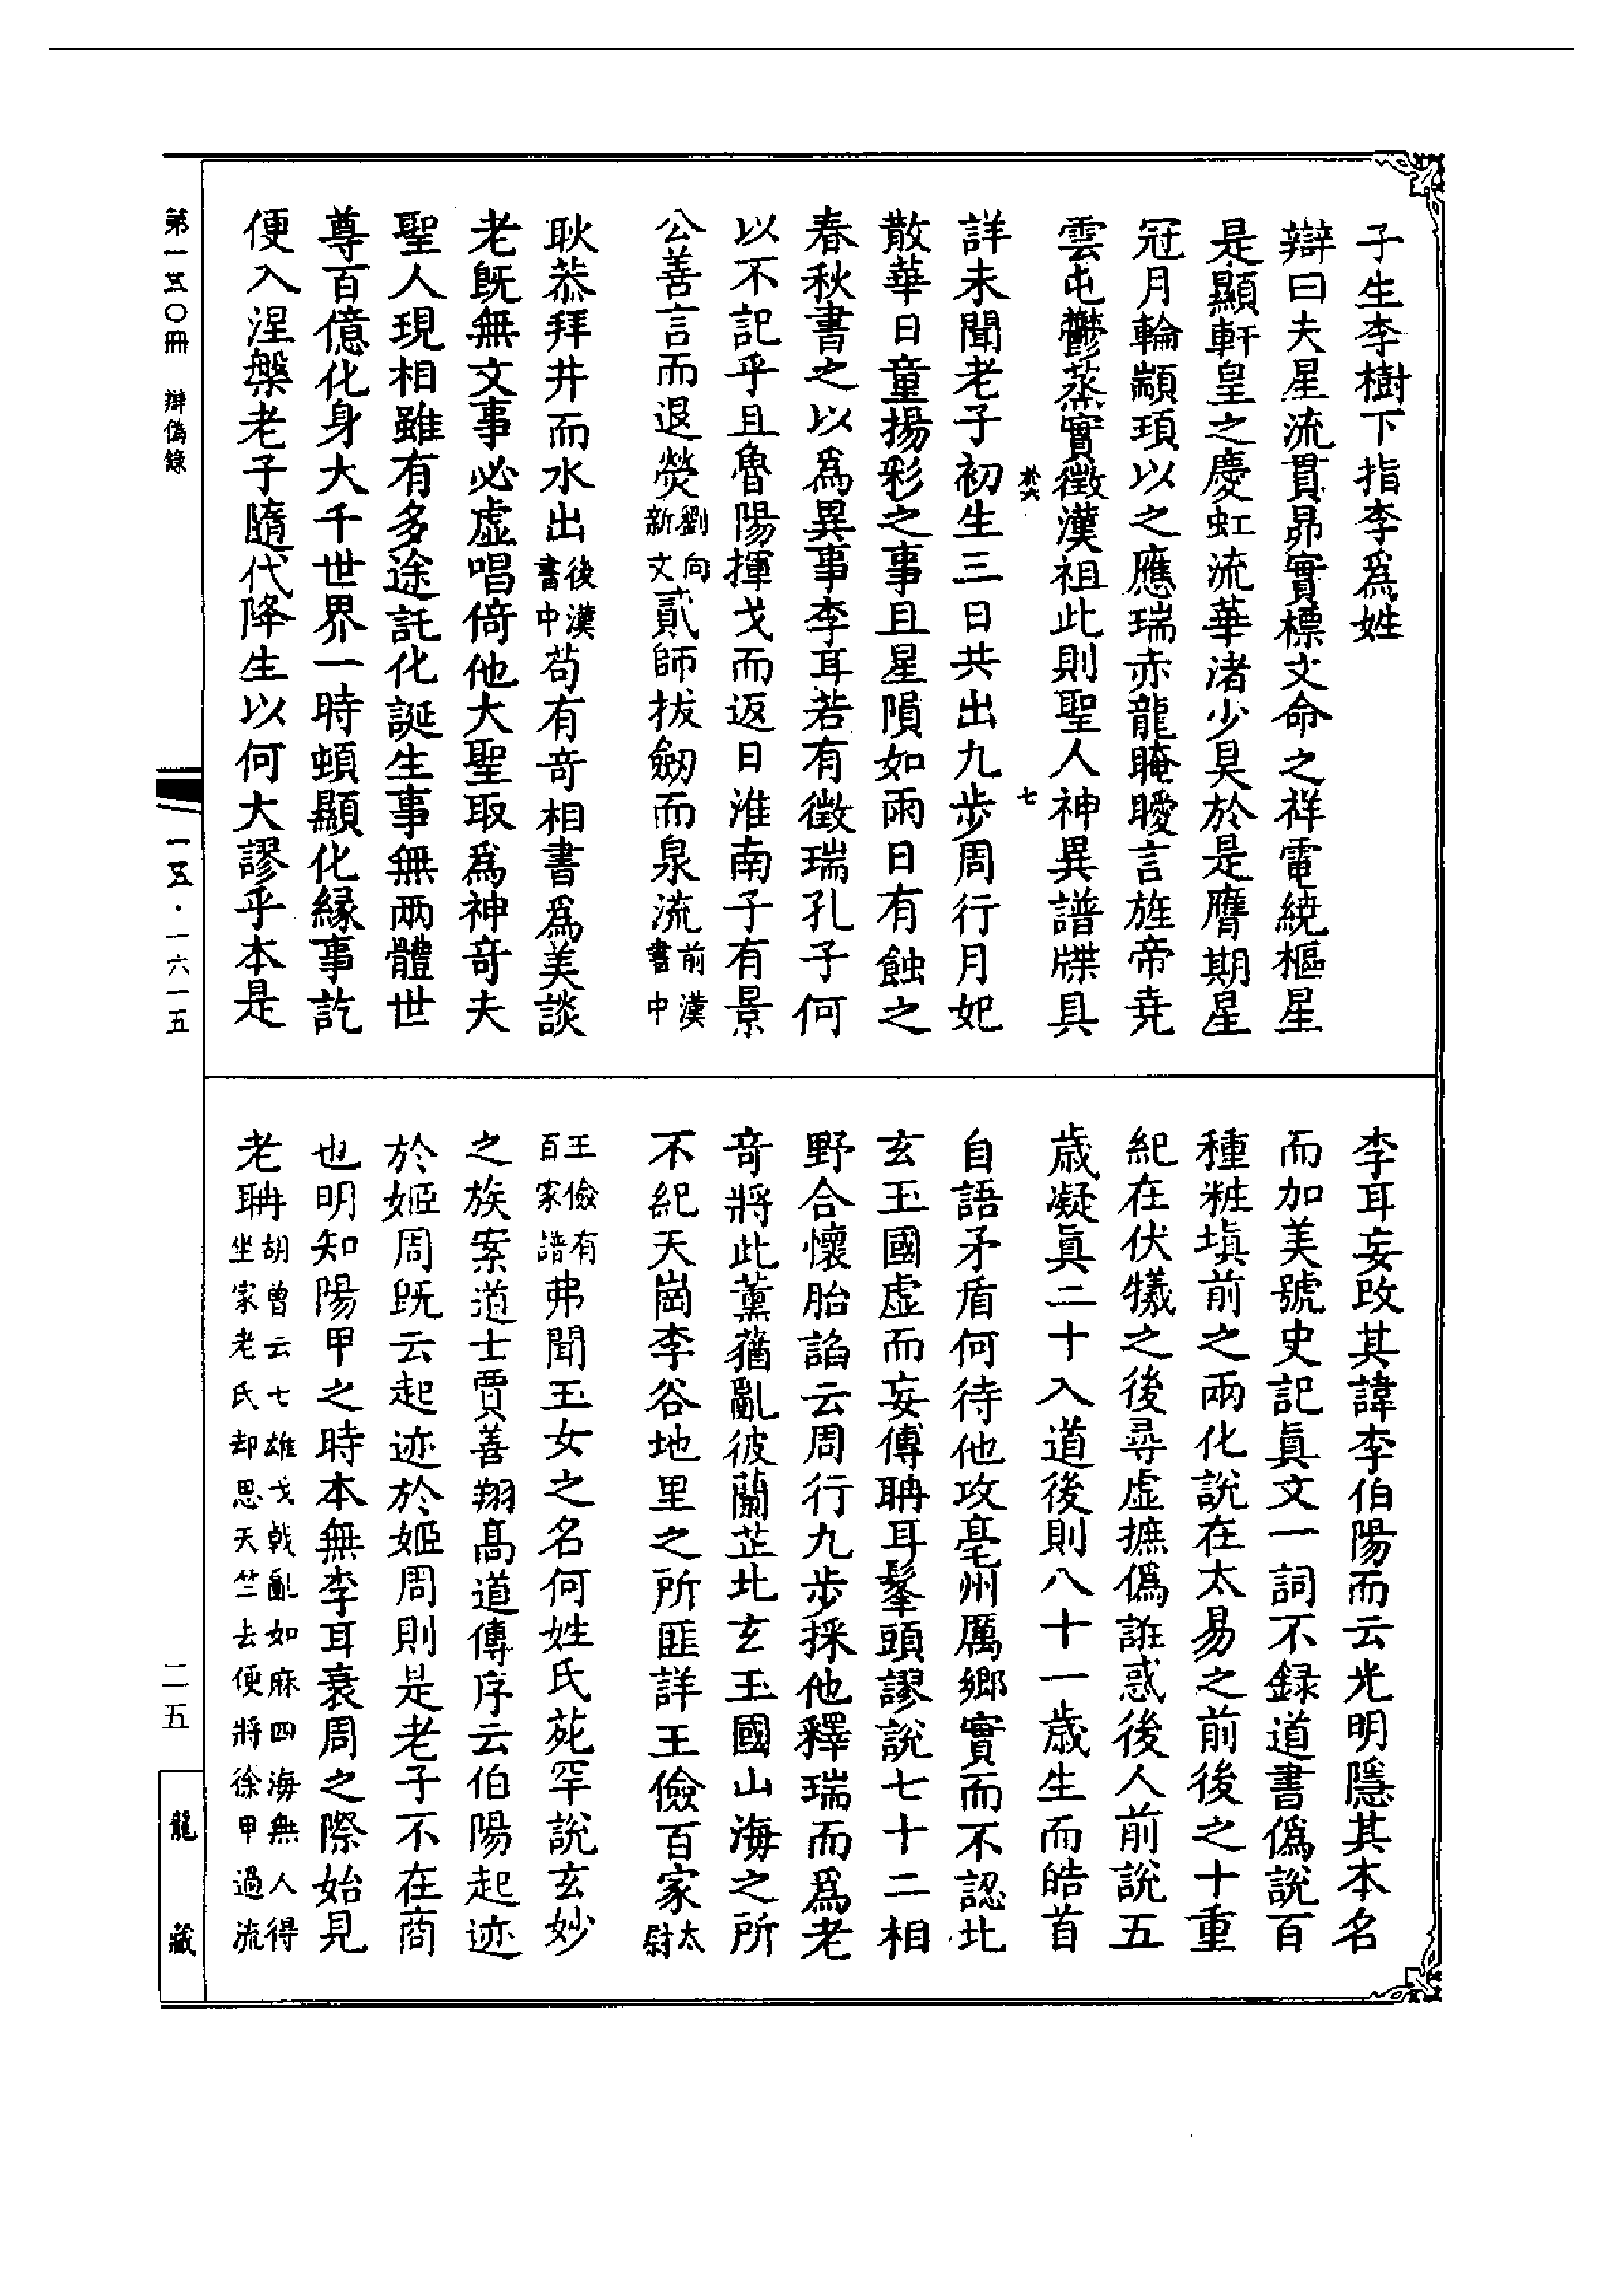 子生李樹下指李爲姓
辯曰夫星流貫昴實標文命之祥電繞樞星
是顯軒皇之慶虹流華渚少昊於是膺期星
冠月輪顓頊以之應瑞赤龍晻曖言旌帝堯
雲屯鬱蒸實徵漢祖此則聖人神異譜牒具
七
詳未聞老子初生三日共出九步周行月妃
散華日童揚彩之事且星隕如雨日有蝕之
春秋書之以爲異事李耳若有徵瑞孔子何
以不記乎且魯陽揮戈而返日淮南子有景
公善言而退熒劉向新文貳師拔劒而泉流前漢書中
耿恭拜井而水出後漢書中苟有竒相書爲美談
老旣無文事必虛唱倚他大聖取爲神竒夫
聖人現相雖有多途託化誕生事無兩體世
尊百億化身大千世界一時頓顯化縁事訖
便入涅槃老子隨代降生以何大謬乎本是
李耳妄改其諱李伯陽而云光明隱其本名
而加美號史記眞文一詞不録道書僞說百
種粧塡前之兩化說在太易之前後之十重
紀在伏犧之後尋虛摭僞誑惑後人前說五
歲凝眞二十入道後則八十一歲生而皓首
自語矛盾何待他攻亳州厲鄉實而不認北
玄玉國虛而妄傳聃耳髼頭謬說七十二相
野合懷胎諂云周行九步採他釋瑞而爲老
竒將此薰蕕亂彼蘭芷北玄玉國山海之所
不紀天崗李谷地里之所匪詳王儉百家太尉
王儉有百家譜弗聞玉女之名何姓氏苑罕說玄妙
之族案道士賈善翔高道傳序云伯陽起迹
於姬周旣云起迹於姬周則是老子不在商
也明知陽甲之時本無李耳衰周之際始見
老聃胡曾云七雄戈戟亂如麻四海無人得坐家老氏却思天竺去便將徐甲過流
第一五〇冊　辯僞錄
一五·一六一五
二五
龍藏